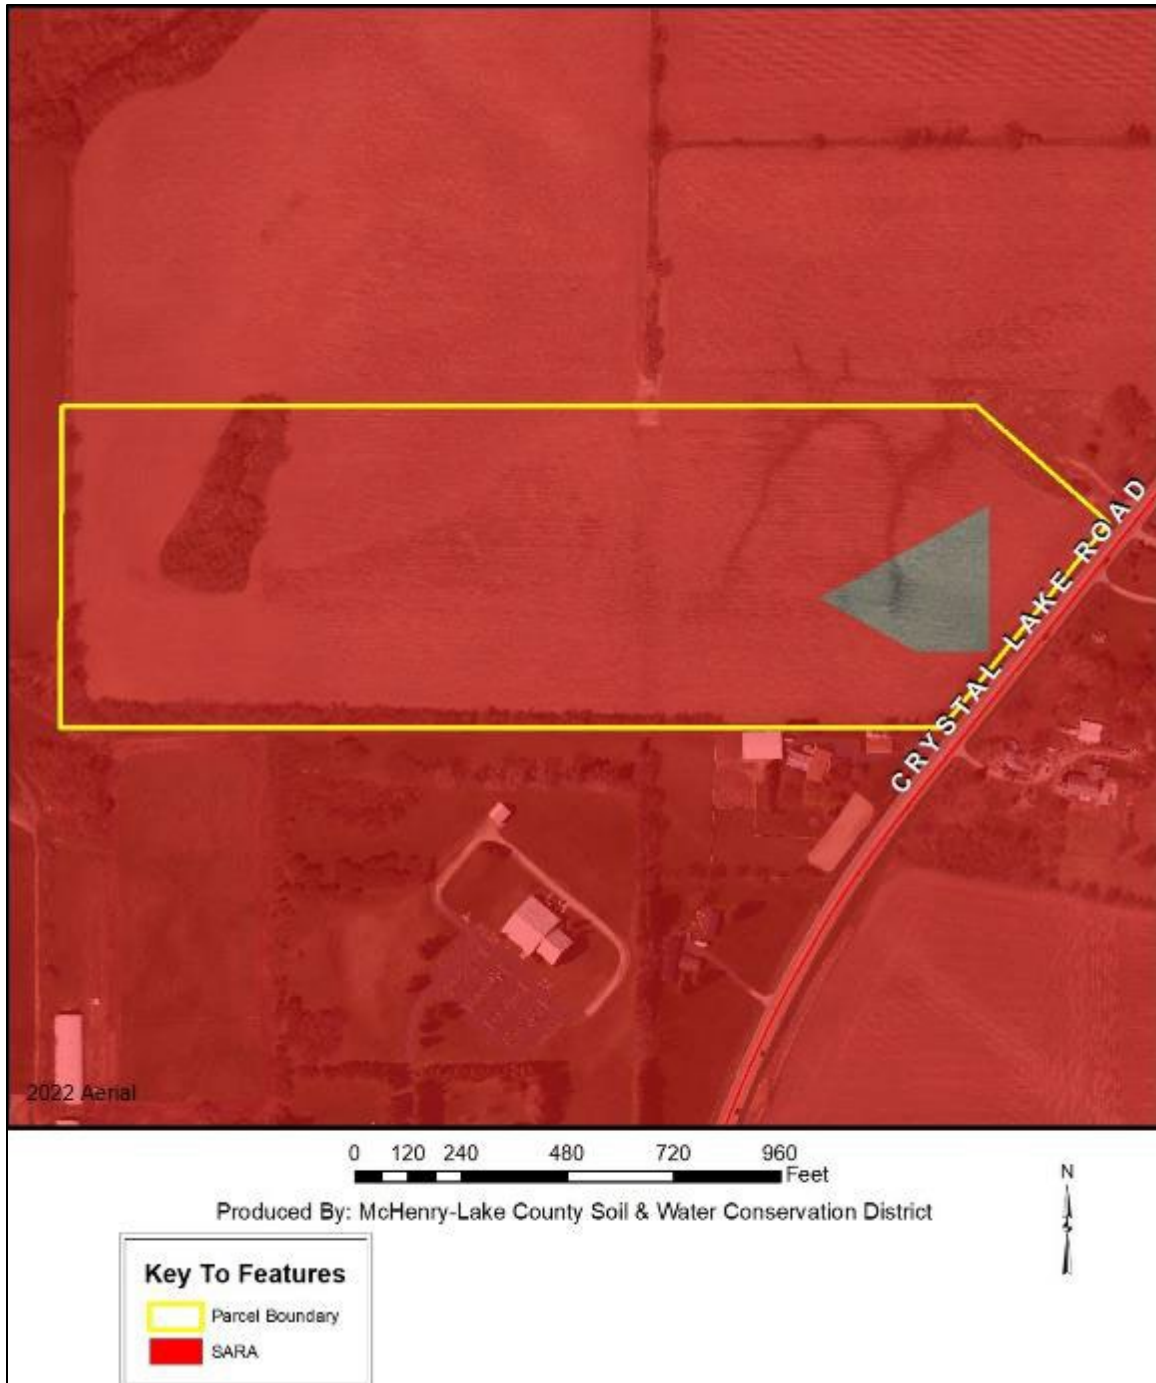 CRYSTAL LAKE ROAD
2022 Aerial
0 120 240 480 720 960
Feet
N
Produced By: McHenry-Lake County Soil & Water Conservation District
Key To Features
Parcel Boundary
SARA